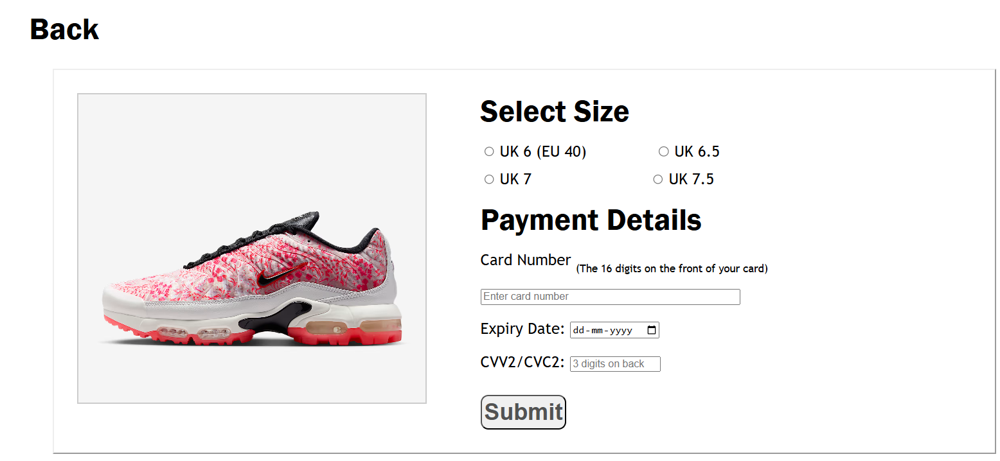 Back
Select Size
UK 6 (EU 40) UK 6.5
UK 7 UK 7.5
Payment Details
Card Number (The 16 digits on the front of your card)
Enter card number
Expiry Date: dd-mm-yyyy
CVV2/CVC2: 3 digits on back
Submit